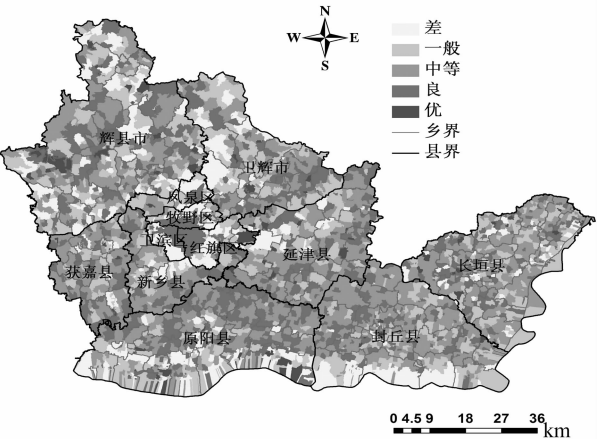 N
W E
S
差
一般
中等
良
优
乡界
县界
辉县市
卫辉市
凤泉区
牧野区
卫滨区
红旗区
获嘉县
新乡县
延津县
长垣县
原阳县
封丘县
0 4.5 9 18 27 36 km